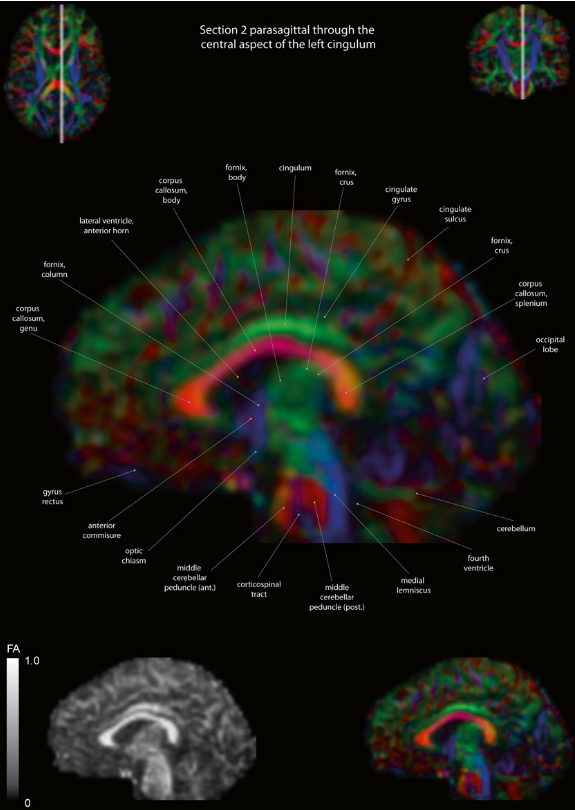 Section 2 parasagittal through the
central aspect of the left cingulum
fornix,
body
cingulum
fornix,
crus
corpus
callosum,
body
cingulate
gyrus
cingulate
sulcus
lateral ventricle,
anterior horn
fornix,
crus
fornix,
column
corpus
callosum,
splenium
corpus
callosum,
genu
occipital
lobe
gyrus
rectus
anterior
commisure
cerebellum
optic
chiasm
fourth
ventricle
middle
cerebellar
peduncle (ant.)
corticospinal
tract
middle
cerebellar
peduncle (post.)
medial
lemniscus
FA
1.0
0